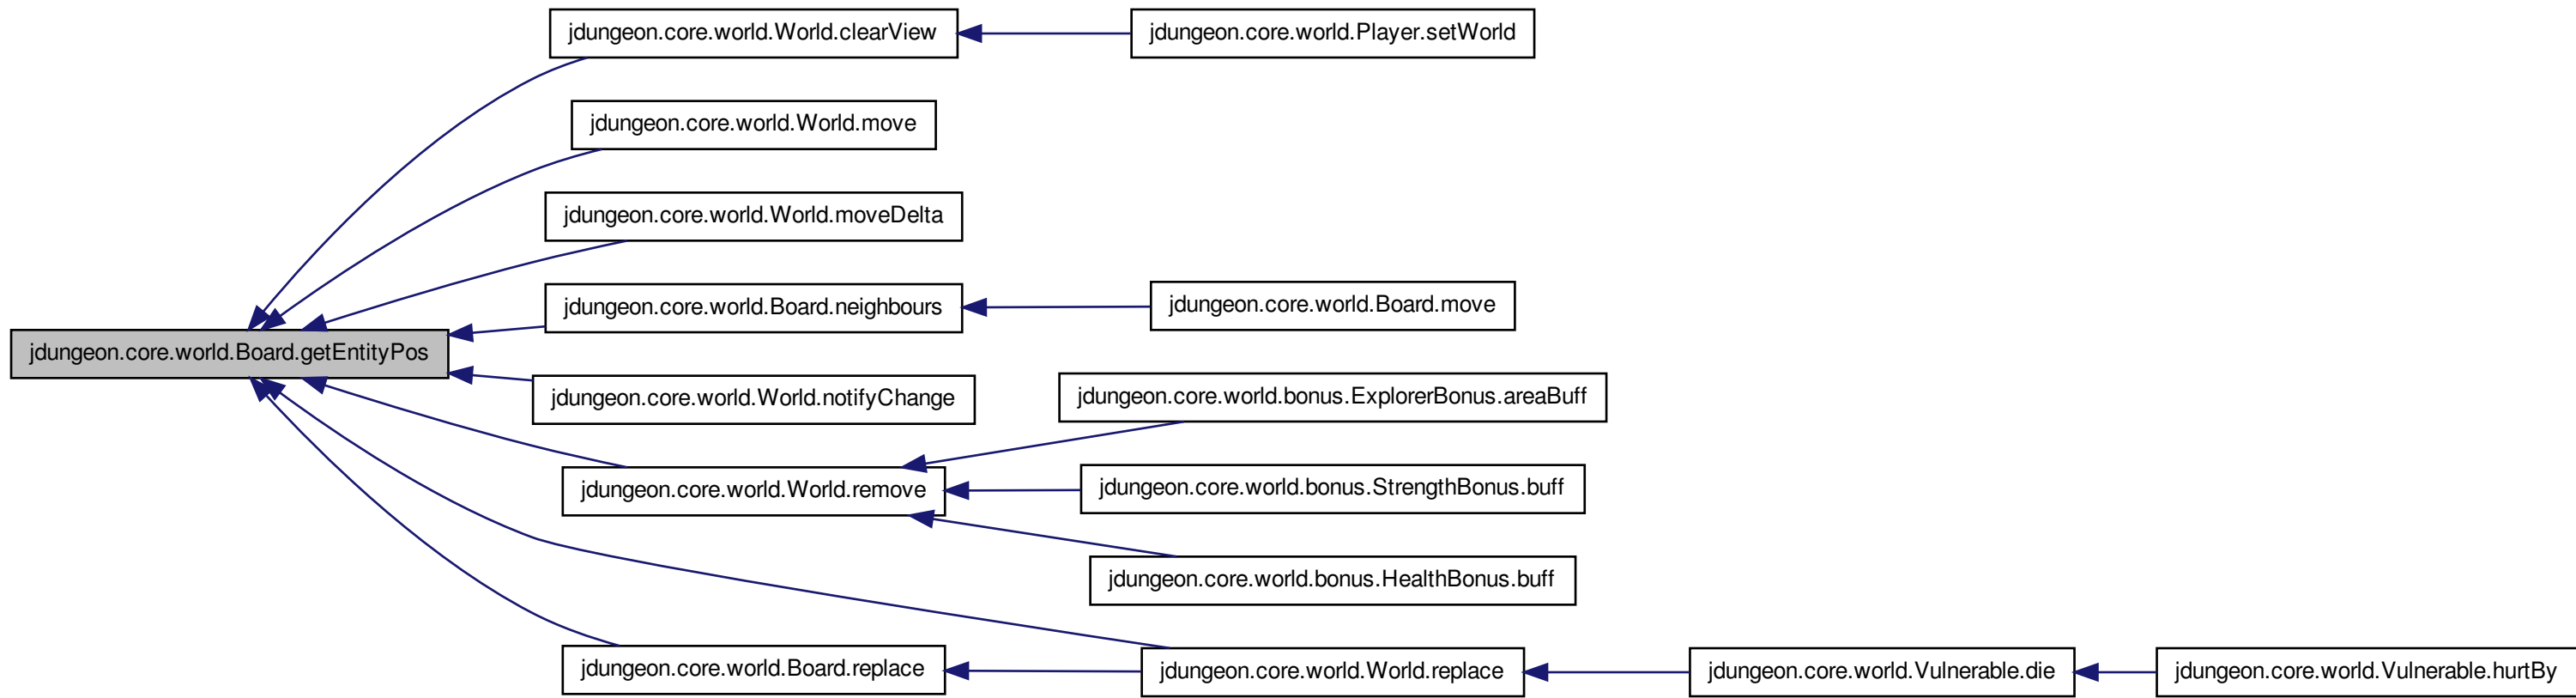 jdungeon.core.world.World.clearView
jdungeon.core.world.Player.setWorld
jdungeon.core.world.World.move
jdungeon.core.world.World.moveDelta
jdungeon.core.world.Board.neighbours
jdungeon.core.world.Board.move
jdungeon.core.world.Board.getEntityPos
jdungeon.core.world.World.notifyChange
jdungeon.core.world.bonus.ExplorerBonus.areaBuff
jdungeon.core.world.World.remove
jdungeon.core.world.bonus.StrengthBonus.buff
jdungeon.core.world.bonus.HealthBonus.buff
jdungeon.core.world.Board.replace
jdungeon.core.world.World.replace
jdungeon.core.world.Vulnerable.die
jdungeon.core.world.Vulnerable.hurtBy